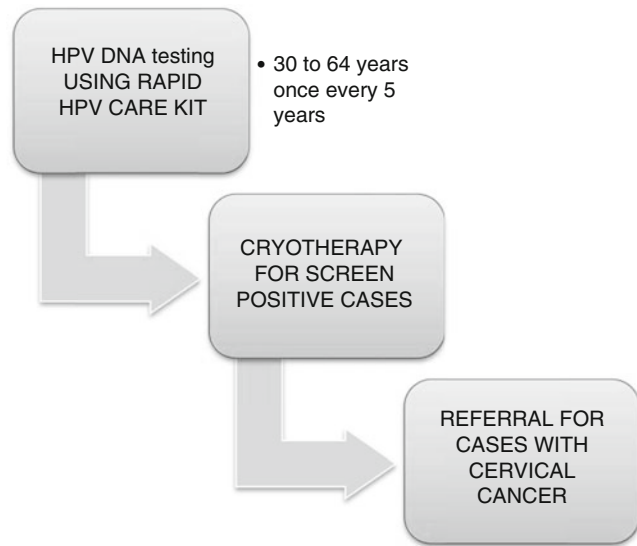 HPV DNA testing
USING RAPID
HPV CARE KIT
• 30 to 64 years
once every 5
years
CRYOTHERAPY
FOR SCREEN
POSITIVE CASES
REFERRAL FOR
CASES WITH
CERVICAL
CANCER